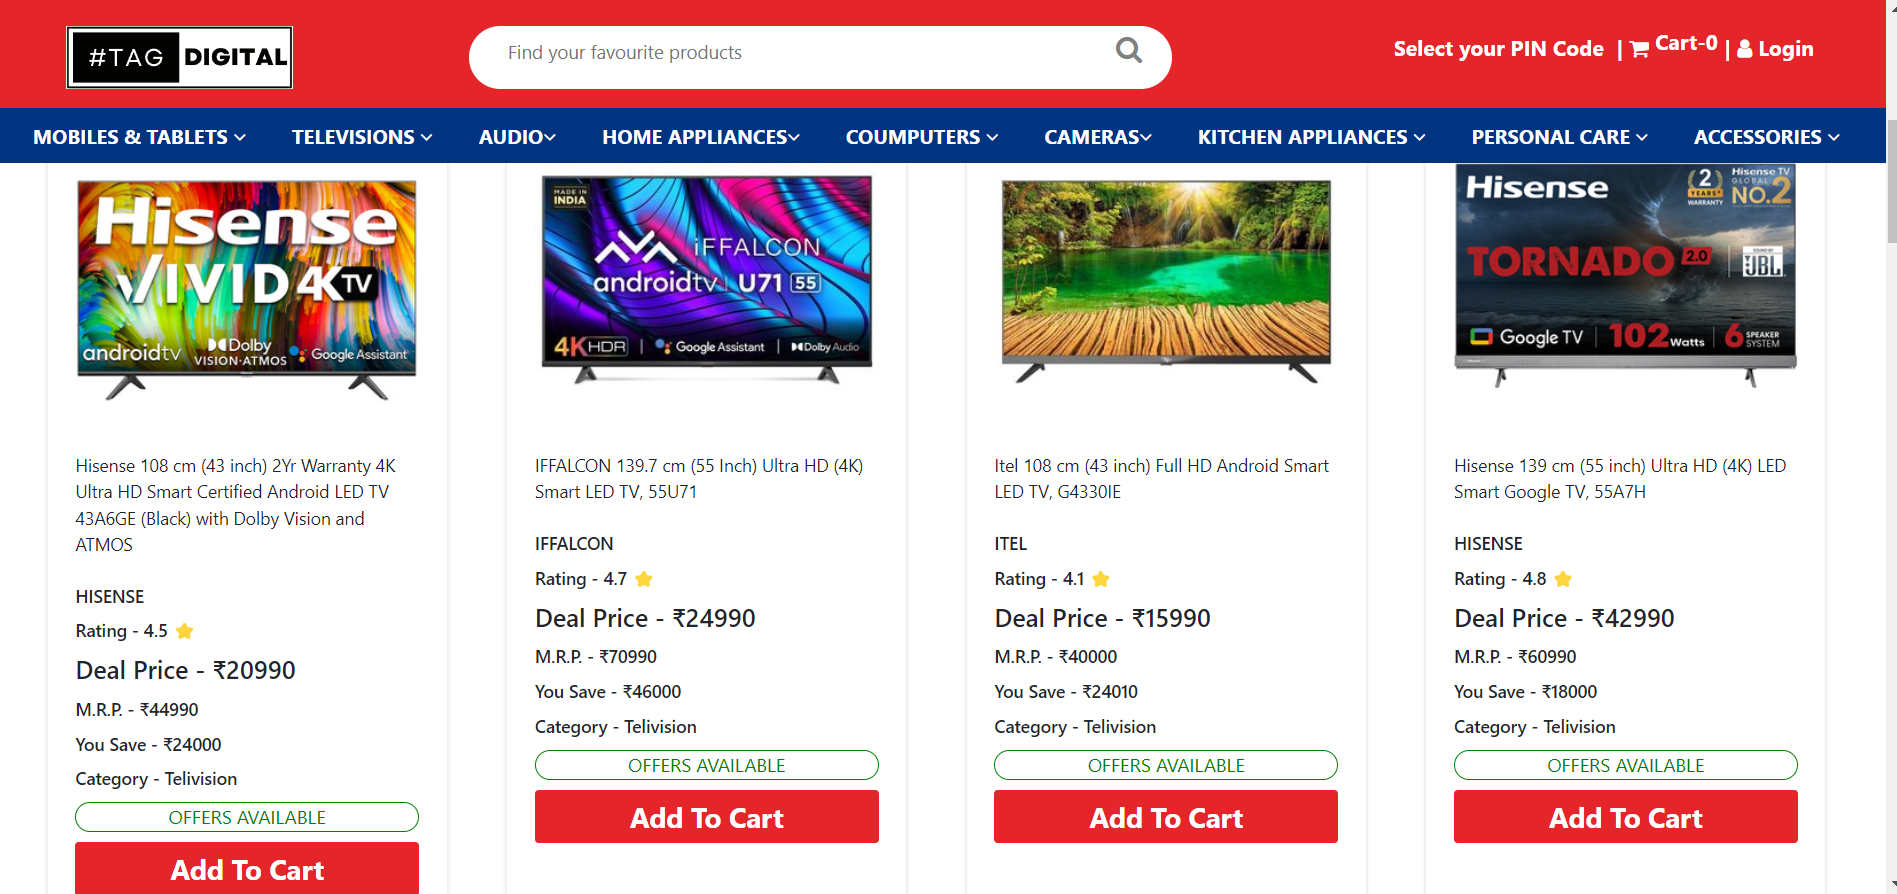 #TAG DIGITAL
Find your favourite products
Select your PIN Code | Cart-0 | Login
MOBILES & TABLETS TELEVISIONS AUDIO HOME APPLIANCES COUMPUTERS CAMERAS KITCHEN APPLIANCES PERSONAL CARE ACCESSORIES
Hisense
VIVID 4K TV
androidtv Dolby VISION·ATMOS Google Assistant
Hisense 108 cm (43 inch) 2Yr Warranty 4K
Ultra HD Smart Certified Android LED TV
43A6GE (Black) with Dolby Vision and
ATMOS
HISENSE
Rating - 4.5
Deal Price - ₹20990
M.R.P. - ₹44990
You Save - ₹24000
Category - Telivision
OFFERS AVAILABLE
Add To Cart
MADE IN
INDIA
iFFALCON
androidtv U71 55
4K HDR | Google Assistant | Dolby Audio
IFFALCON 139.7 cm (55 Inch) Ultra HD (4K)
Smart LED TV, 55U71
IFFALCON
Rating - 4.7
Deal Price - ₹24990
M.R.P. - ₹70990
You Save - ₹46000
Category - Telivision
OFFERS AVAILABLE
Add To Cart
Itel 108 cm (43 inch) Full HD Android Smart
LED TV, G4330IE
ITEL
Rating - 4.1
Deal Price - ₹15990
M.R.P. - ₹40000
You Save - ₹24010
Category - Telivision
OFFERS AVAILABLE
Add To Cart
Hisense
2
YEARS*
WARRANTY
Hisense TV
GLOBAL
NO.2
TORNADO 2.0
SOUND BY
JBL
Google TV | 102 Watts | 6 SPEAKER SYSTEM
Hisense 139 cm (55 inch) Ultra HD (4K) LED
Smart Google TV, 55A7H
HISENSE
Rating - 4.8
Deal Price - ₹42990
M.R.P. - ₹60990
You Save - ₹18000
Category - Telivision
OFFERS AVAILABLE
Add To Cart